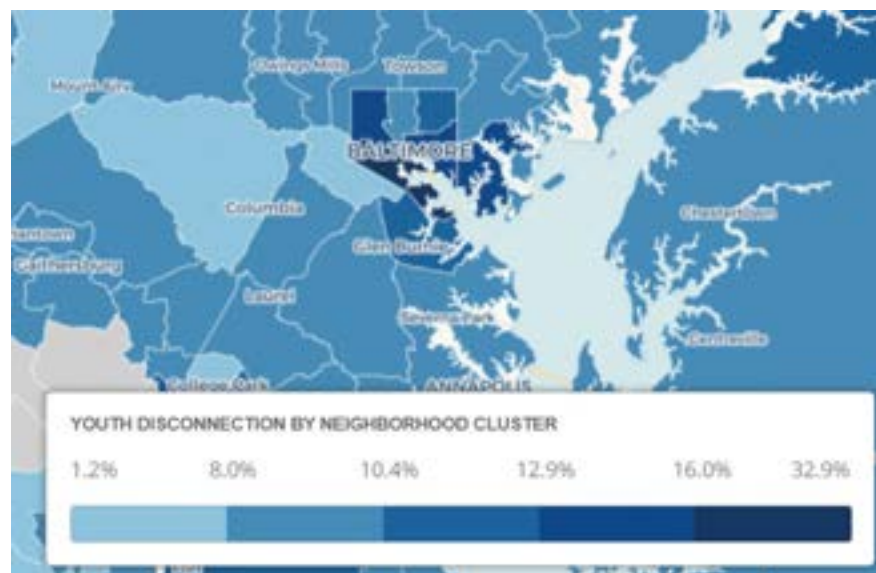 Owings Mills
Towson
Mount Airy
BALTIMORE
Columbia
Chestertown
Glen Burnie
Gaithersburg
Laurel
Severna Park
Centreville
College Park
ANNAPOLIS
YOUTH DISCONNECTION BY NEIGHBORHOOD CLUSTER
1.2% 8.0% 10.4% 12.9% 16.0% 32.9%